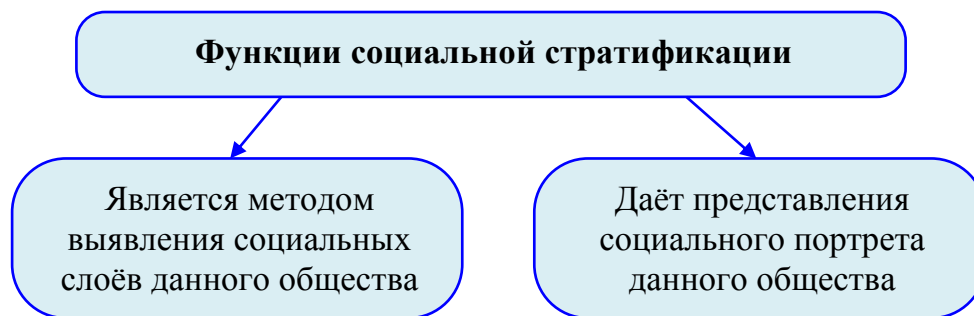 Функции социальной стратификации
Является методом
выявления социальных
слоёв данного общества
Даёт представления
социального портрета
данного общества